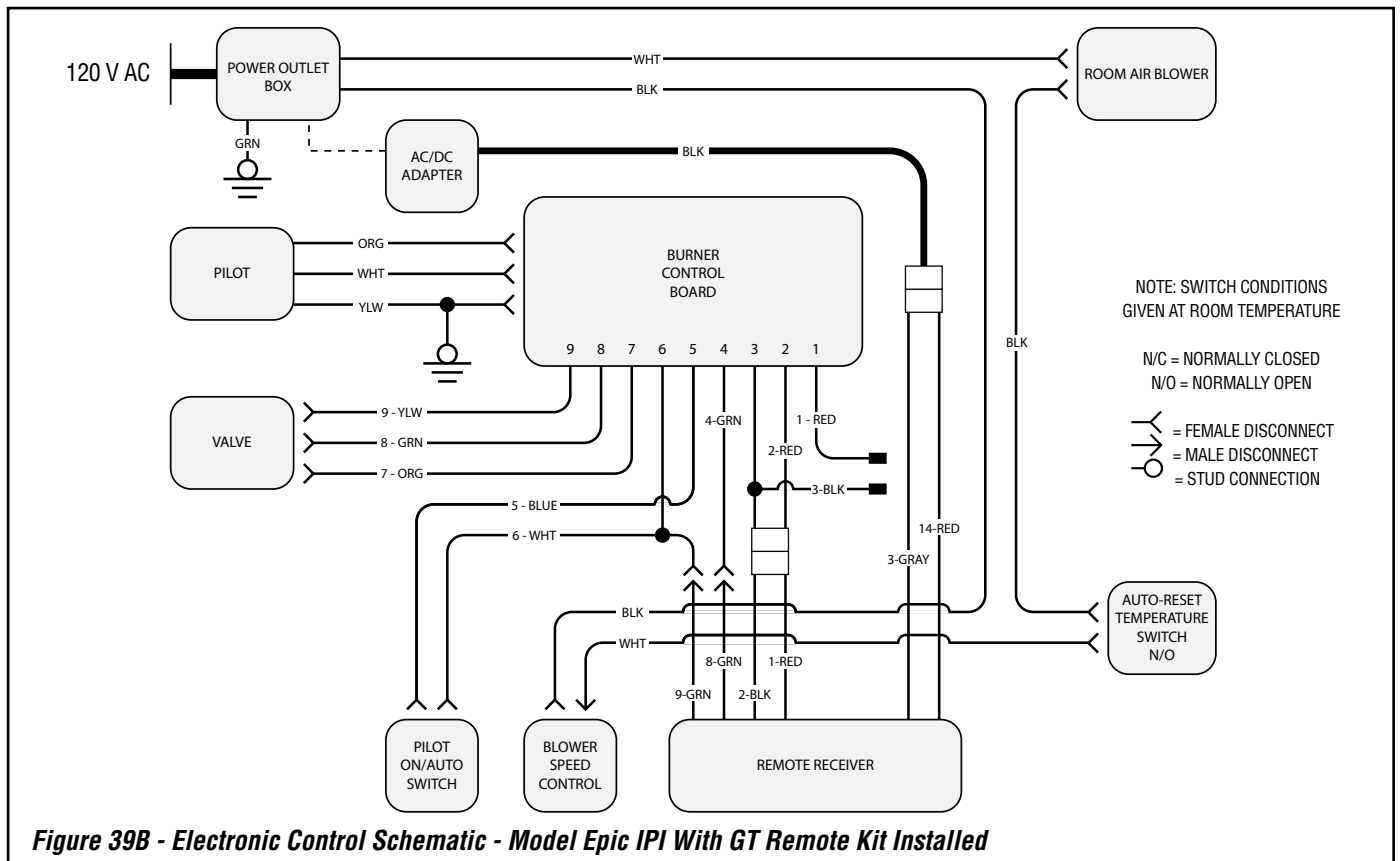 120 V AC
POWER OUTLET
BOX
WHT
BLK
ROOM AIR BLOWER
GRN
AC/DC
ADAPTER
BLK
PILOT
ORG
WHT
YLW
BURNER
CONTROL
BOARD
9 8 7 6 5 4 3 2 1
NOTE: SWITCH CONDITIONS
GIVEN AT ROOM TEMPERATURE
N/C = NORMALLY CLOSED
N/O = NORMALLY OPEN
= FEMALE DISCONNECT
= MALE DISCONNECT
= STUD CONNECTION
BLK
VALVE
9 - YLW
8 - GRN
7 - ORG
4-GRN
1 - RED
2-RED
3-BLK
5 - BLUE
6 - WHT
14-RED
3-GRAY
BLK
WHT
AUTO-RESET
TEMPERATURE
SWITCH
N/O
8-GRN
1-RED
9-GRN
2-BLK
PILOT
ON/AUTO
SWITCH
BLOWER
SPEED
CONTROL
REMOTE RECEIVER
Figure 39B - Electronic Control Schematic - Model Epic IPI With GT Remote Kit Installed